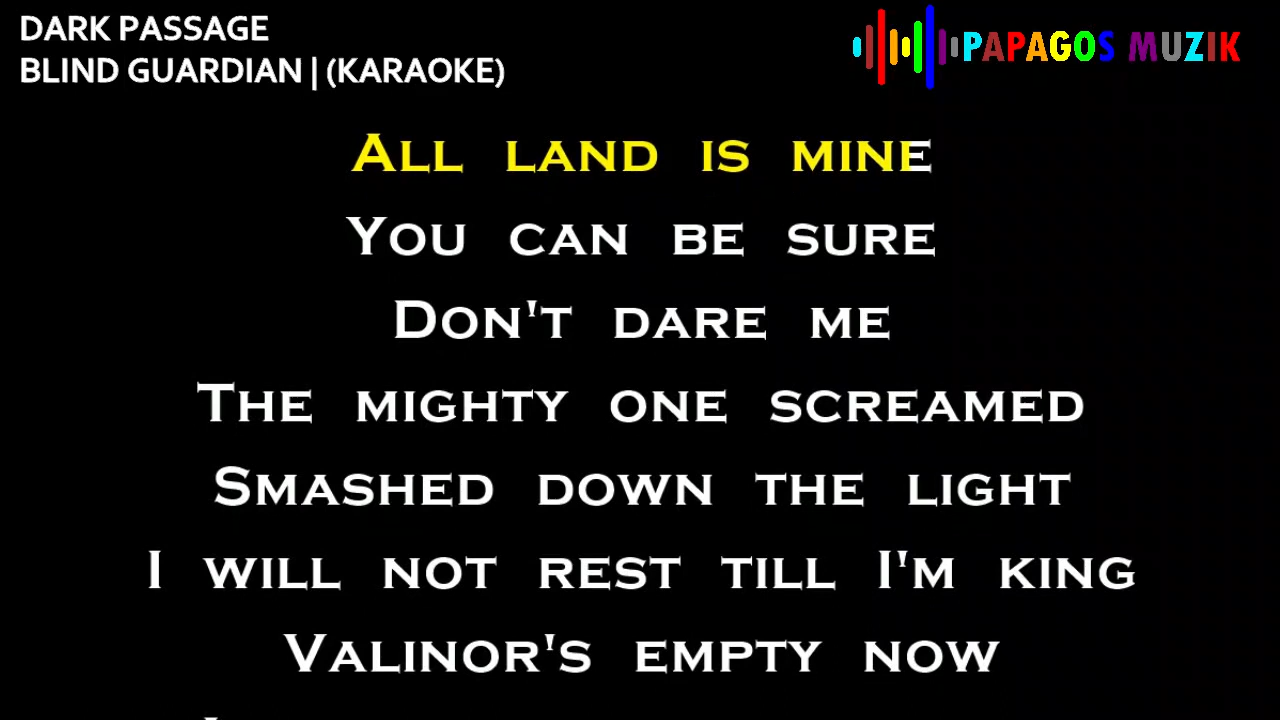 DARK PASSAGE
BLIND GUARDIAN | (KARAOKE)
PAPAGOS MUZIK
ALL LAND IS MINE
YOU CAN BE SURE
DON'T DARE ME
THE MIGHTY ONE SCREAMED
SMASHED DOWN THE LIGHT
I WILL NOT REST TILL I'M KING
VALINOR'S EMPTY NOW